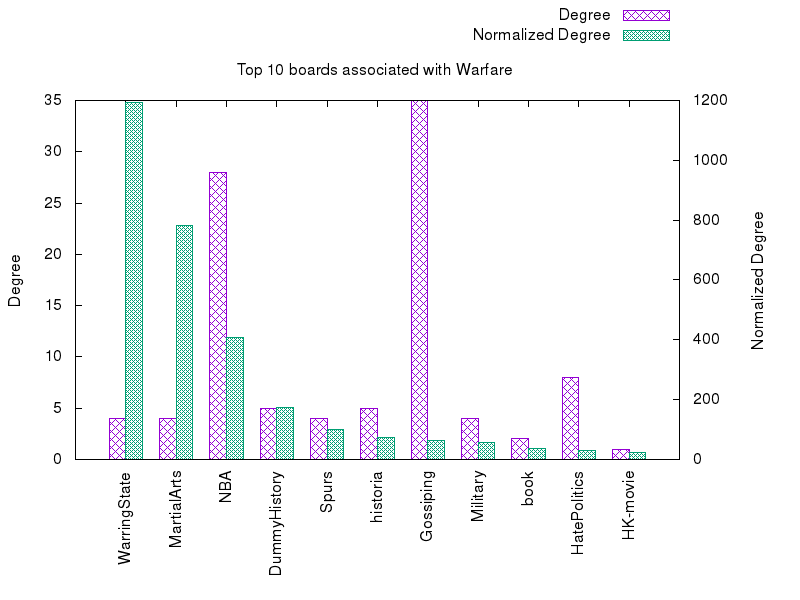 Degree
Normalized Degree
Top 10 boards associated with Warfare
35
30
25
20
15
10
5
0
Degree
1200
1000
800
600
400
200
0
Normalized Degree
WarringState
MartialArts
NBA
DummyHistory
Spurs
historia
Gossiping
Military
book
HatePolitics
HK-movie